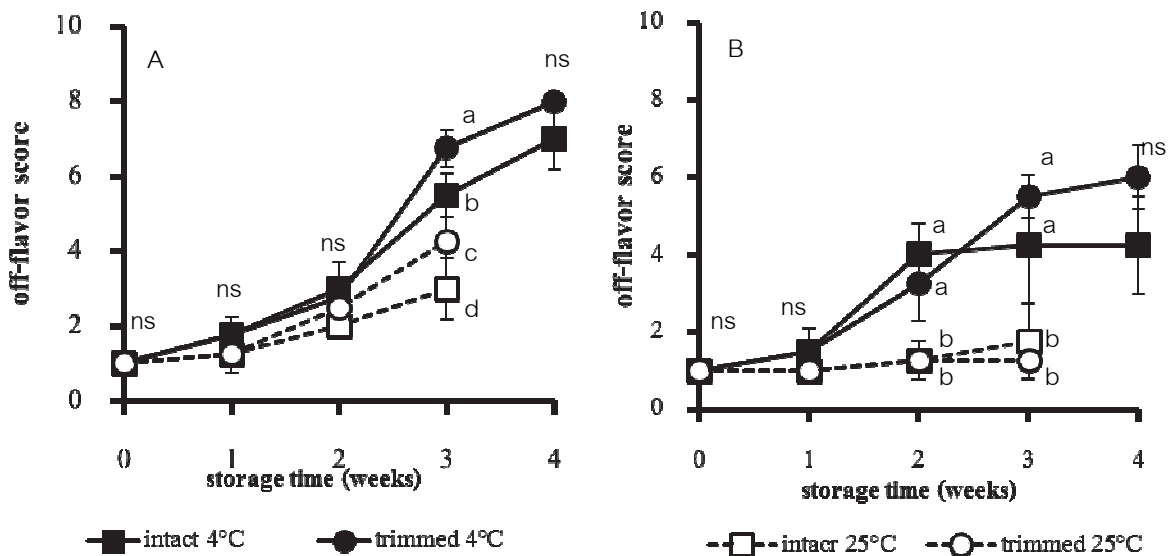 10
A
ns
8
a
6
b
ns
c
4
ns
d
2
ns
0
0 1 2 3 4
off-flavor score
storage time (weeks)
10
B
8
a
ns
6
a
a
4
a
ns
ns
2
b
b
b
b
0
0 1 2 3 4
off-flavor score
storage time (weeks)
intact 4°C trimmed 4°C intacr 25°C trimmed 25°C